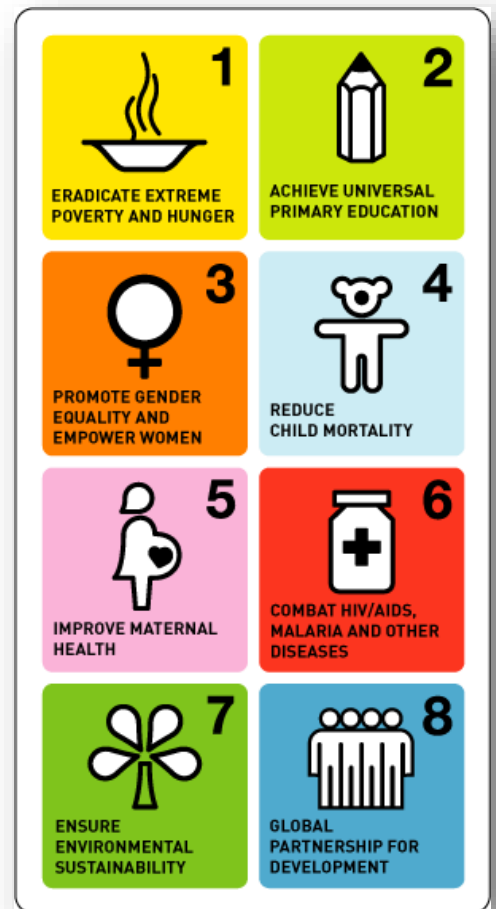 1
ERADICATE EXTREME
POVERTY AND HUNGER
2
ACHIEVE UNIVERSAL
PRIMARY EDUCATION
3
PROMOTE GENDER
EQUALITY AND
EMPOWER WOMEN
4
REDUCE
CHILD MORTALITY
5
IMPROVE MATERNAL
HEALTH
6
COMBAT HIV/AIDS,
MALARIA AND OTHER
DISEASES
7
ENSURE
ENVIRONMENTAL
SUSTAINABILITY
8
GLOBAL
PARTNERSHIP FOR
DEVELOPMENT